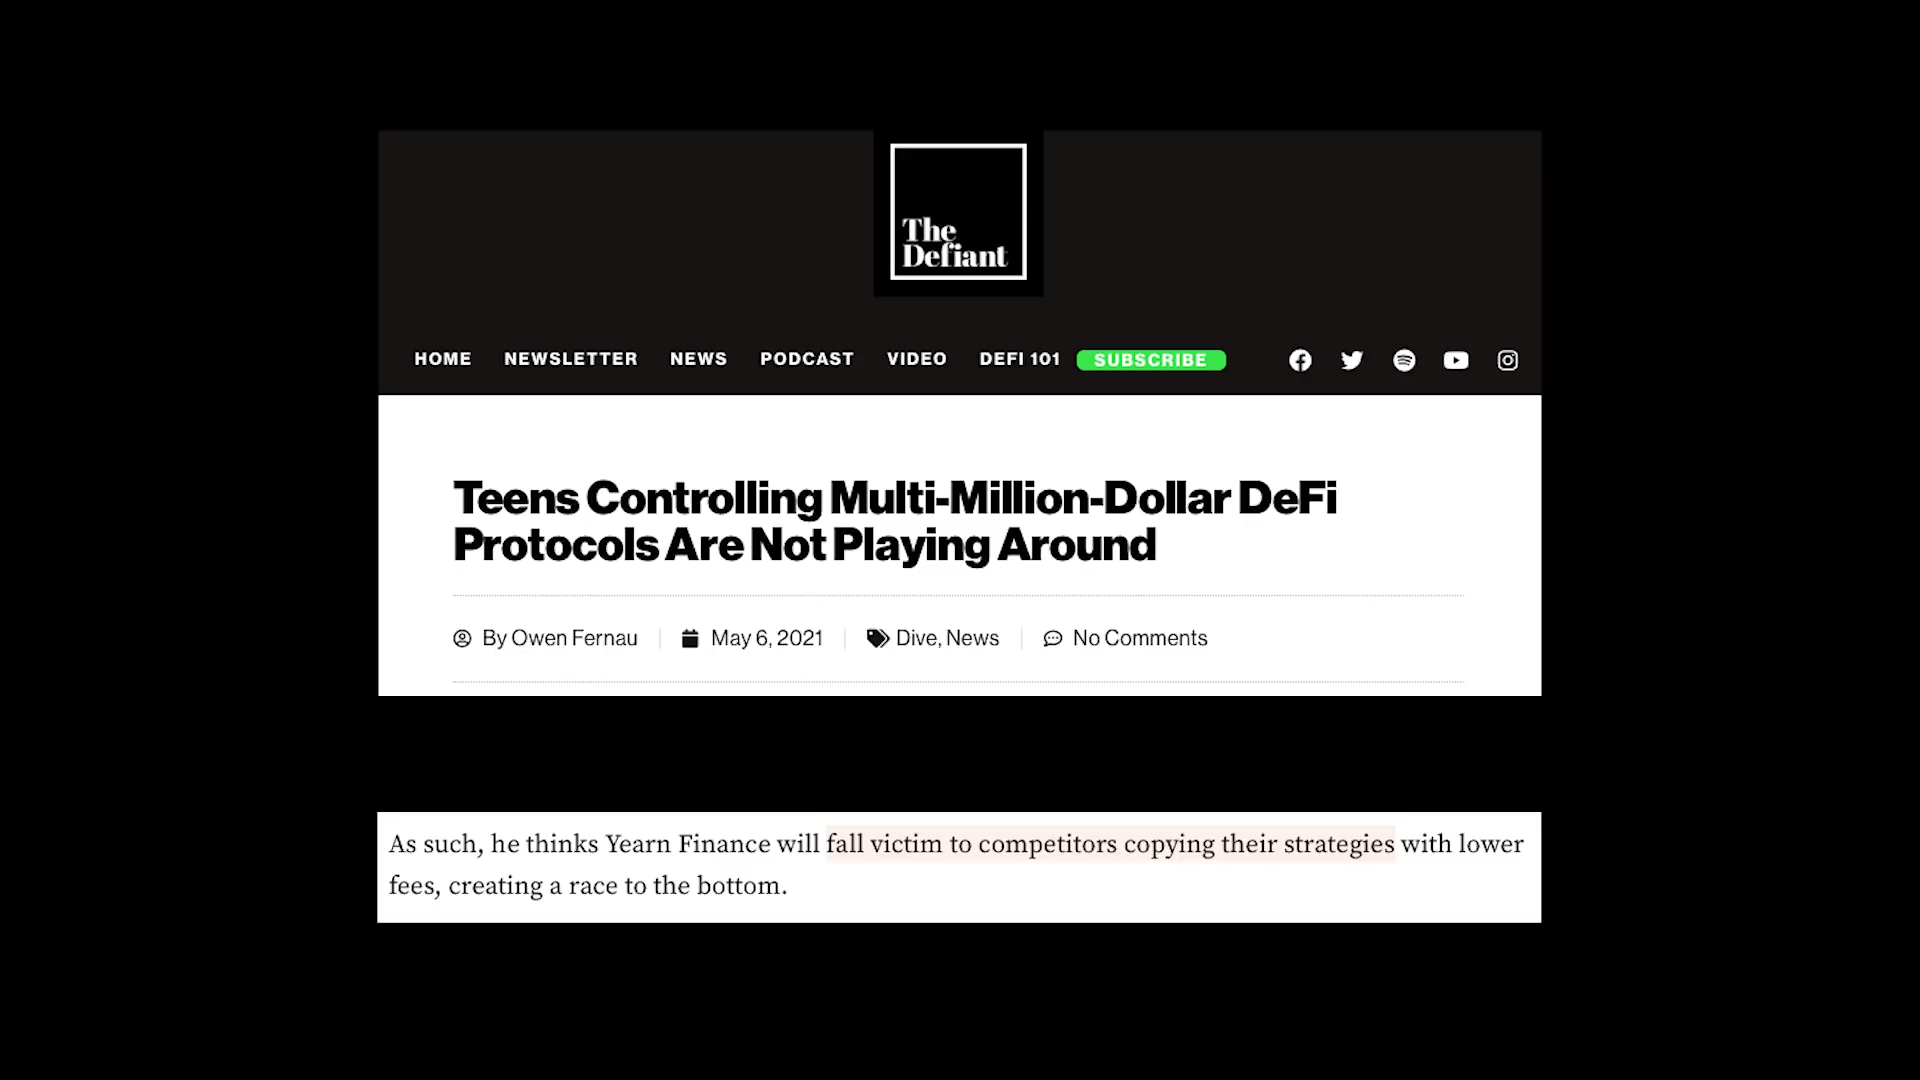 The
Defiant
HOME NEWSLETTER NEWS PODCAST VIDEO DEFI 101 SUBSCRIBE
Teens Controlling Multi-Million-Dollar DeFi
Protocols Are Not Playing Around
By Owen Fernau May 6, 2021 Dive, News No Comments
As such, he thinks Yearn Finance will fall victim to competitors copying their strategies with lower
fees, creating a race to the bottom.